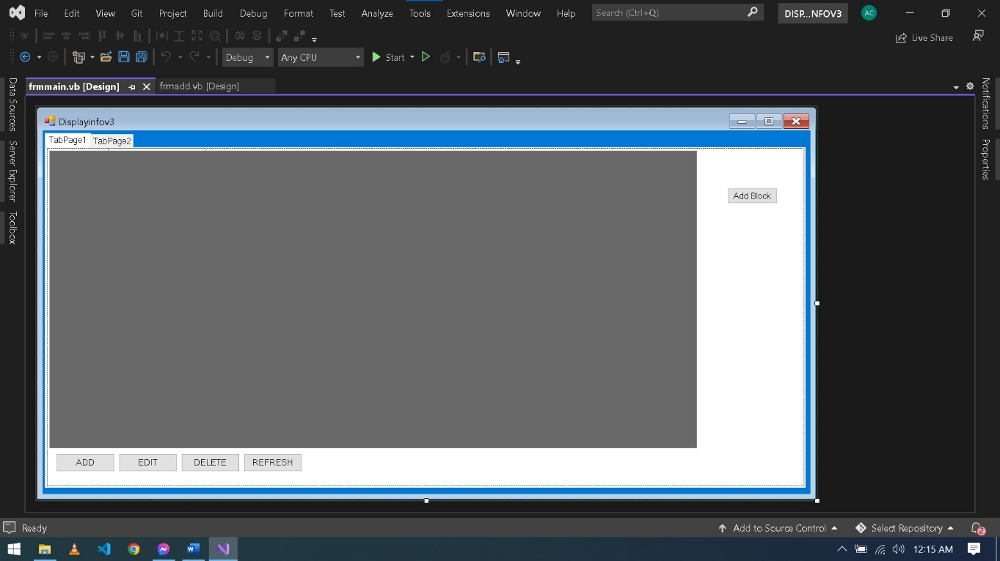 File Edit View Git Project Build Debug Format Test Analyze Tools Extensions Window Help Search (Ctrl+Q) DISP...NFOV3 AC
Live Share
Debug Any CPU Start
frmmain.vb [Design] frmadd.vb [Design]
Data Sources
Server Explorer
Toolbox
Notifications
Properties
Displayinfov3
TabPage1 TabPage2
Add Block
ADD EDIT DELETE REFRESH
Ready Add to Source Control Select Repository 2
12:15 AM